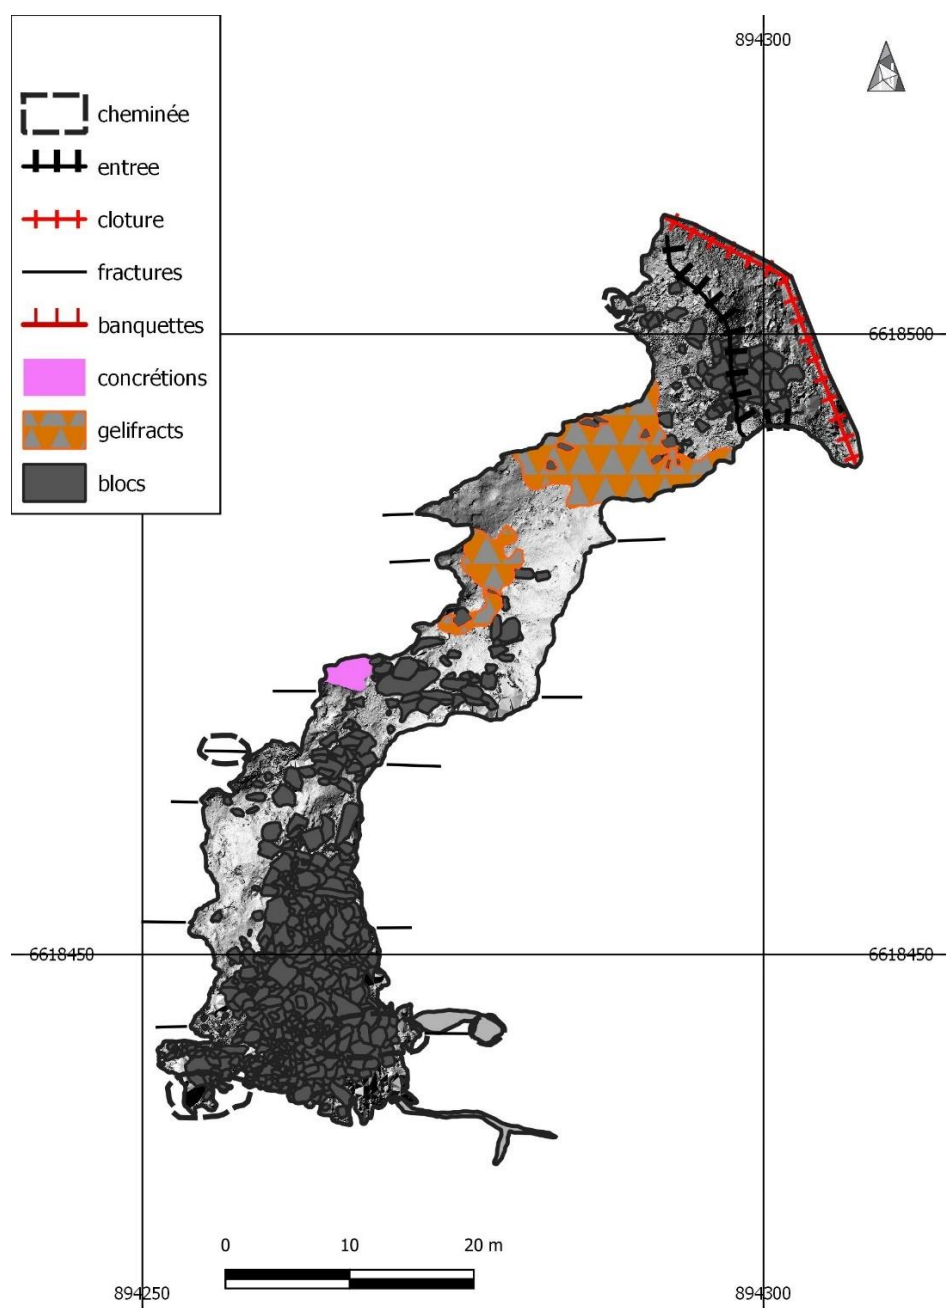 894300
cheminée
entree
cloture
fractures
banquettes
concrétions
gelifracts
blocs
6618500
6618450
6618450
0 10 20 m
894250
894300